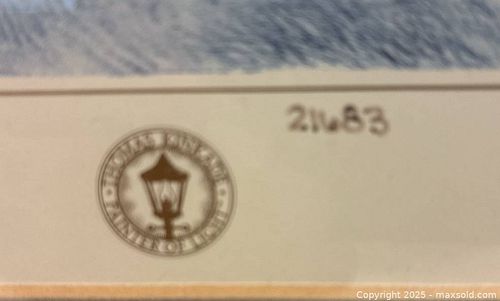 21683
THOMAS KINKADE
PAINTER OF LIGHT
Copyright 2025 - maxsold.com